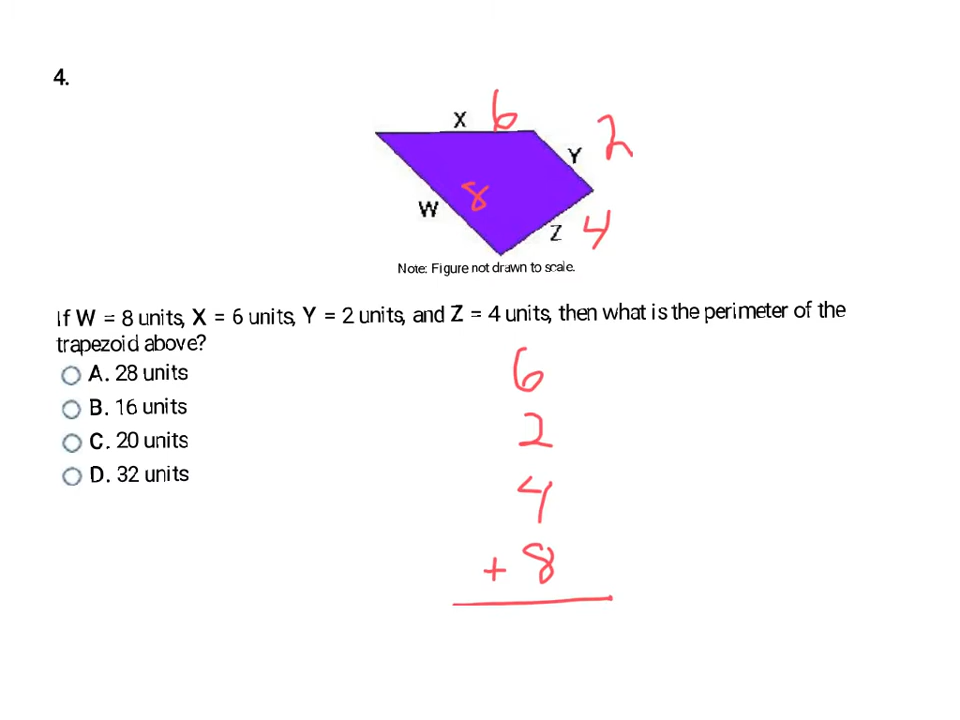 4.
X 6
Y 2
W 8
Z 4
Note: Figure not drawn to scale.
If W = 8 units, X = 6 units, Y = 2 units, and Z = 4 units, then what is the perimeter of the
trapezoid above?
A. 28 units
B. 16 units
C. 20 units
D. 32 units
6
2
4
+ 8